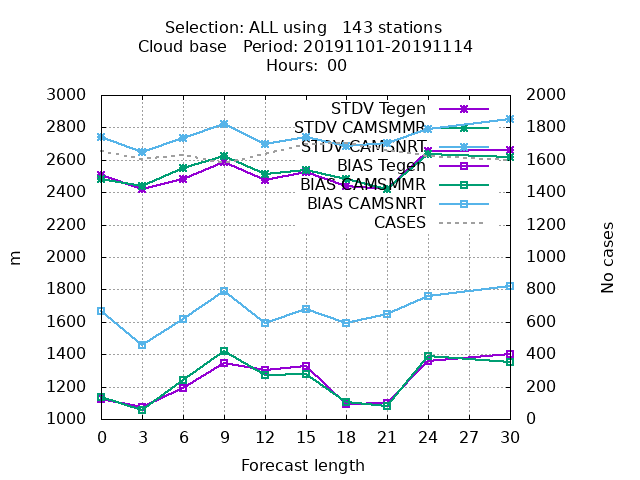 Selection: ALL using 143 stations
Cloud base Period: 20191101-20191114
Hours: 00
3000
2800
2600
2400
2200
2000
1800
1600
1400
1200
1000
m
STDV Tegen
STDV CAMSMMR
STDV CAMSNRT
BIAS Tegen
BIAS CAMSMMR
BIAS CAMSNRT
CASES
2000
1800
1600
1400
1200
1000
800
600
400
200
0
No cases
0 3 6 9 12 15 18 21 24 27 30
Forecast length